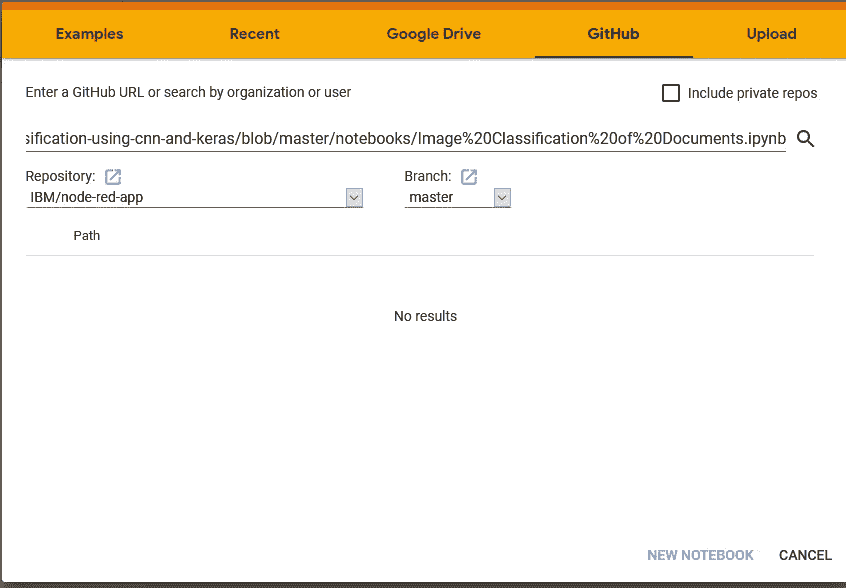 Examples Recent Google Drive GitHub Upload
Enter a GitHub URL or search by organization or user
Include private repos
sification-using-cnn-and-keras/blob/master/notebooks/Image%20Classification%20of%20Documents.ipynb
Repository: Branch:
IBM/node-red-app master
Path
No results
NEW NOTEBOOK CANCEL